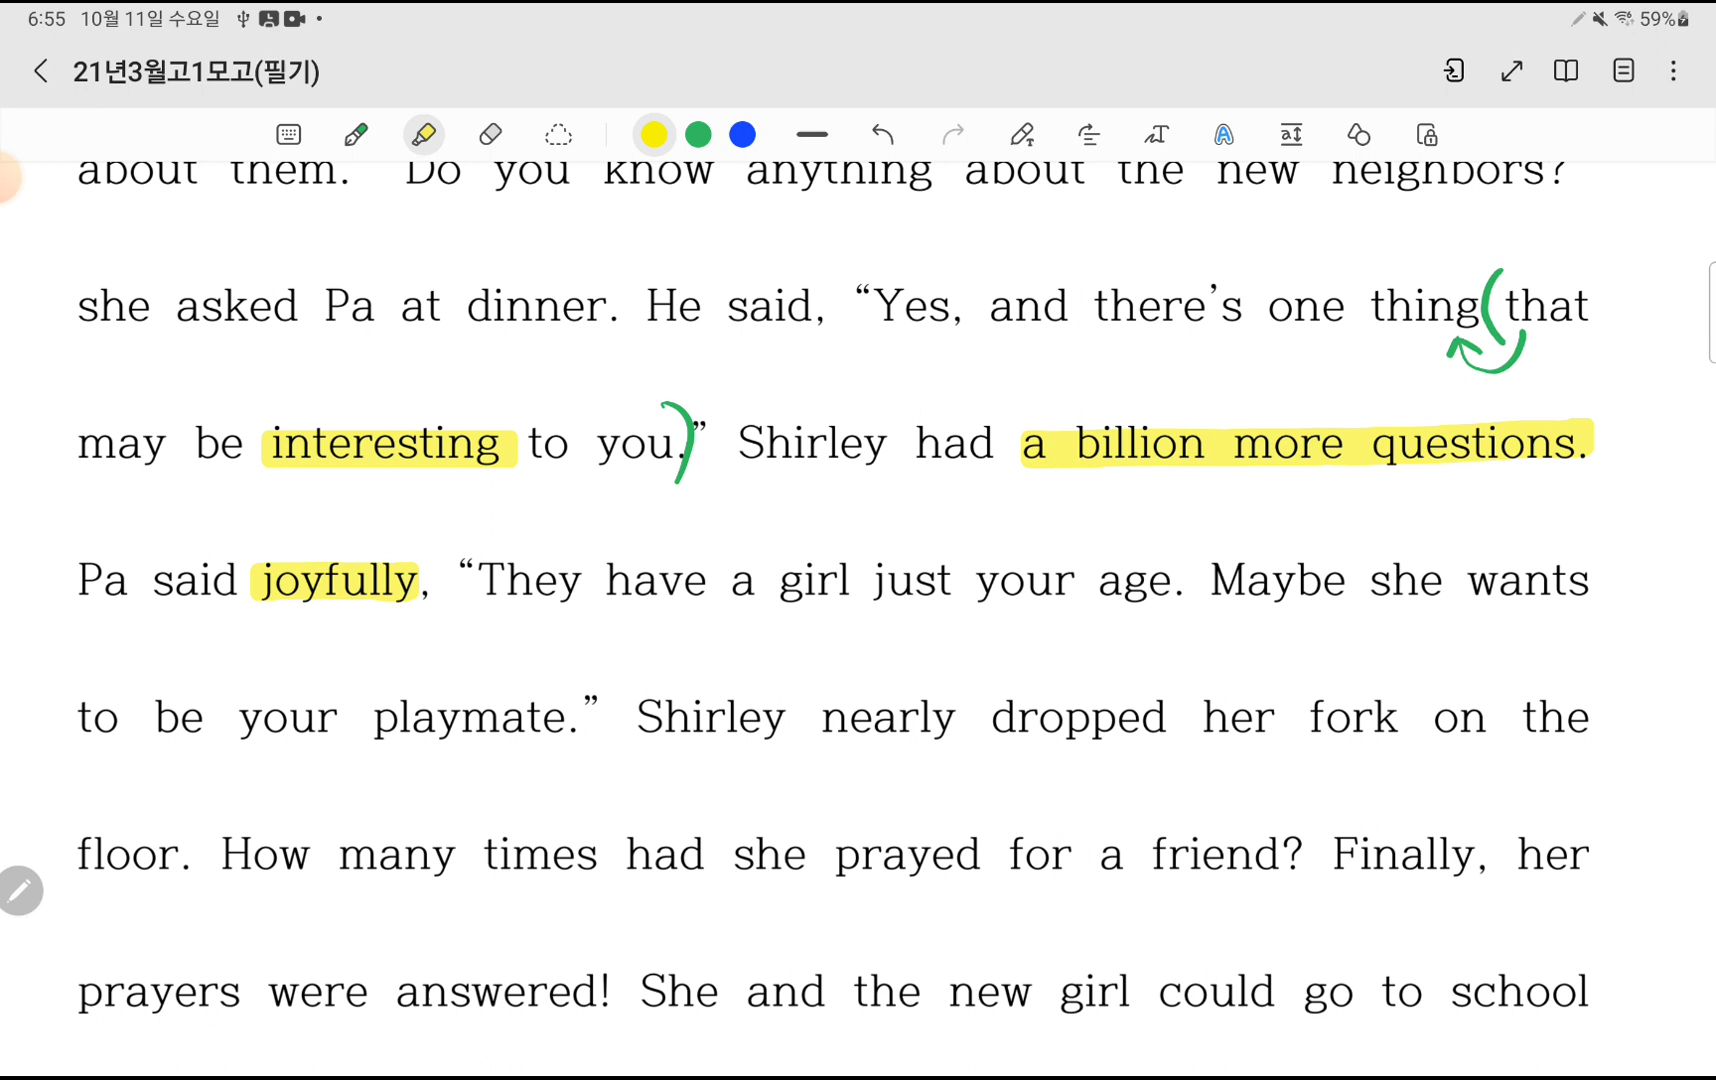 6:55 10월 11일 수요일 59%
21년3월고1모고(필기)
about them. Do you know anything about the new neighbors?
she asked Pa at dinner. He said, “Yes, and there’s one thing that
may be interesting to you.” Shirley had a billion more questions.
Pa said joyfully, “They have a girl just your age. Maybe she wants
to be your playmate.” Shirley nearly dropped her fork on the
floor. How many times had she prayed for a friend? Finally, her
prayers were answered! She and the new girl could go to school